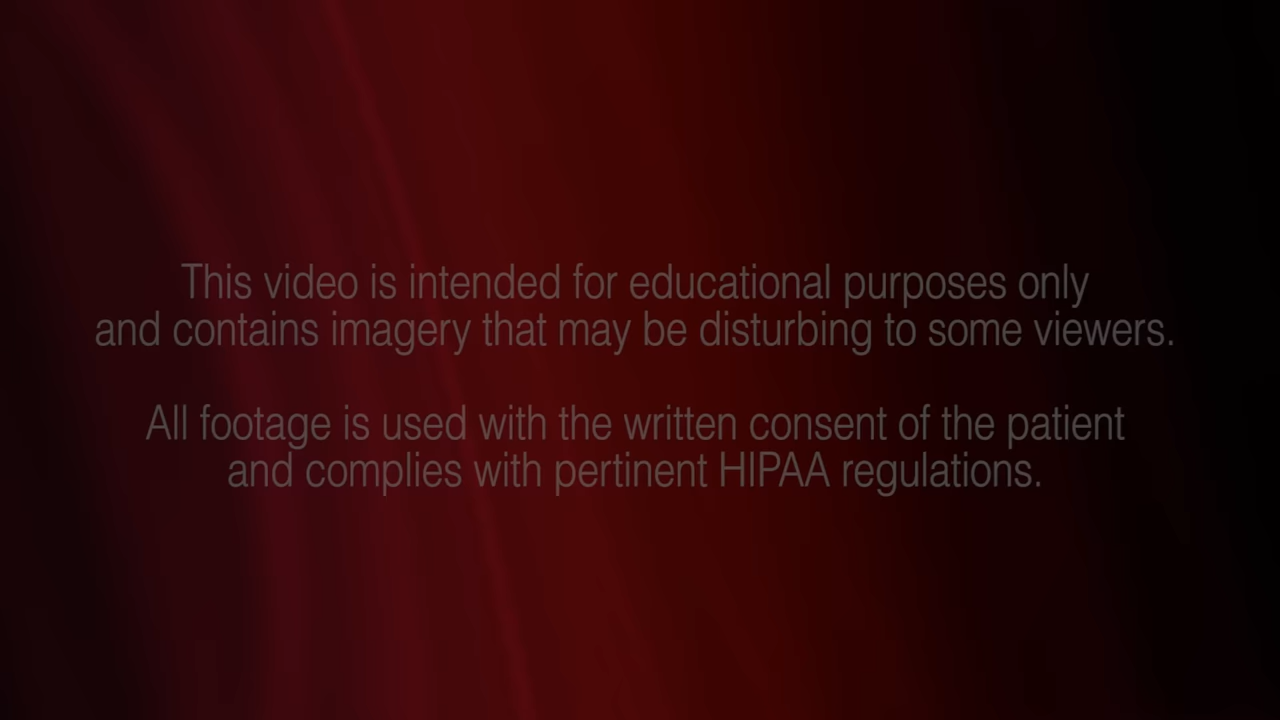 This video is intended for educational purposes only
and contains imagery that may be disturbing to some viewers.
All footage is used with the written consent of the patient
and complies with pertinent HIPAA regulations.